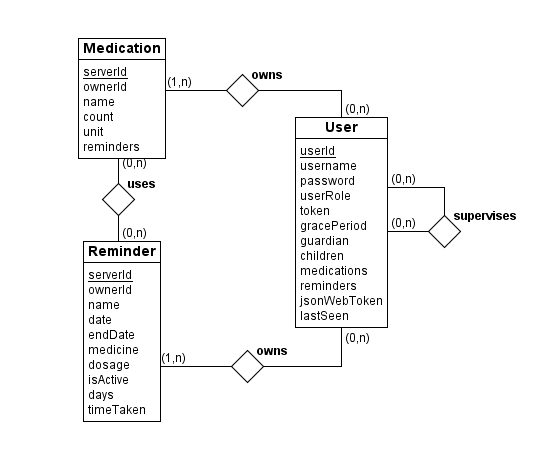 Medication
serverId
ownerId
name
count
unit
reminders
(1,n)
owns
(0,n)
User
userId
username
password
userRole
token
gracePeriod
guardian
children
medications
reminders
jsonWebToken
lastSeen
(0,n)
(0,n)
supervises
(0,n)
uses
(0,n)
Reminder
serverId
ownerId
name
date
endDate
medicine
dosage
isActive
days
timeTaken
(1,n)
owns
(0,n)